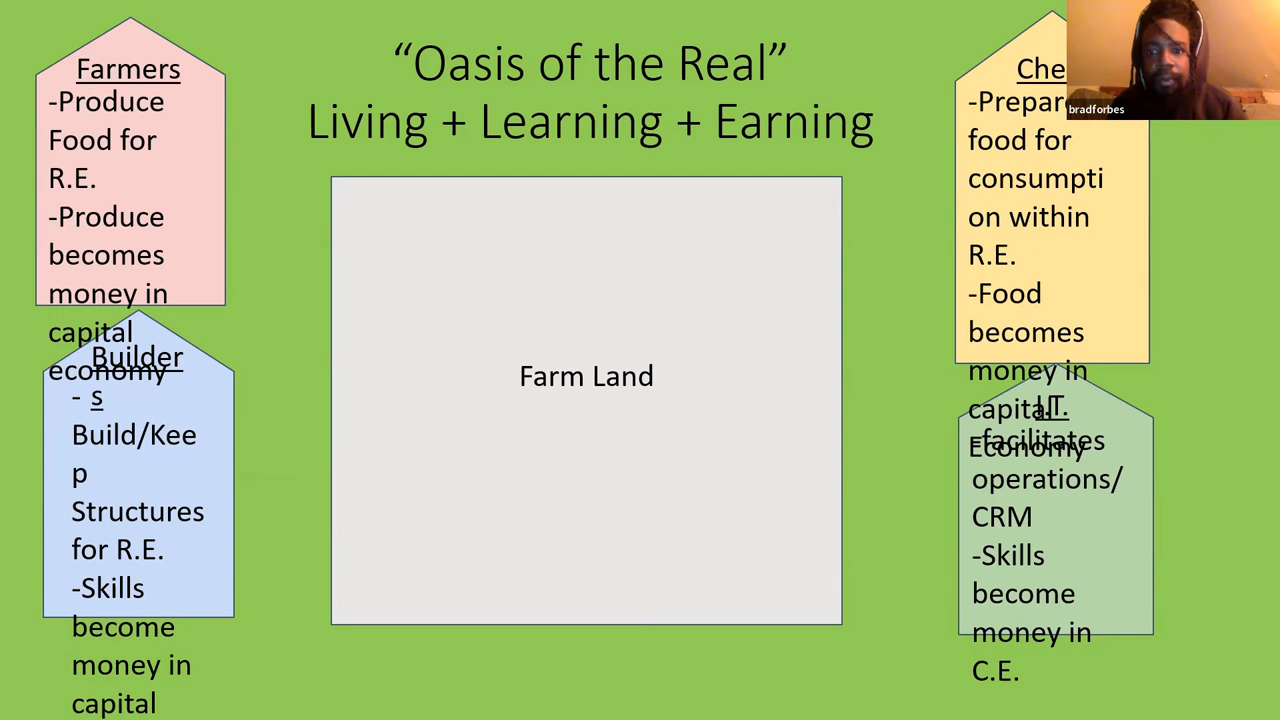 “Oasis of the Real”
Living + Learning + Earning
Farmers
-Produce
Food for
R.E.
-Produce
becomes
money in
capital
economy
Builder
- s
Build/Kee
p
Structures
for R.E.
-Skills
become
money in
capital
Farm Land
Che
-Prepar
food for
consumpti
on within
R.E.
-Food
becomes
money in
capital
Economy
I.T.
-facilitates
operations/
CRM
-Skills
become
money in
C.E.
bradforbes